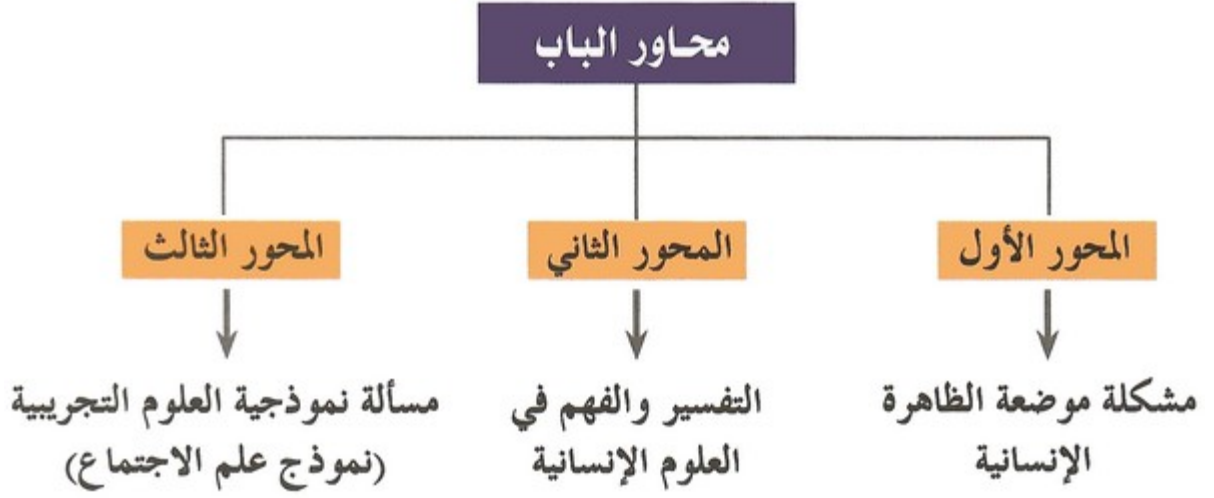 محاور الباب
المحور الأول
المحور الثاني
المحور الثالث
مشكلة موضعة الظاهرة
الإنسانية
التفسير والفهم في
العلوم الإنسانية
مسألة نموذجية العلوم التجريبية
(نموذج علم الاجتماع)